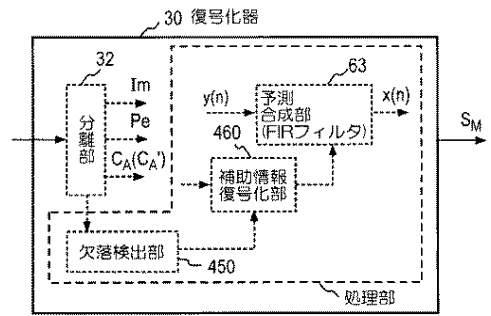 30 復号化器
32
分離部
Im
Pe
C_A(C_A')
y(n)
63
予測
合成部
(FIRフィルタ)
x(n)
S_M
460
補助情報
復号化部
欠落検出部
450
処理部